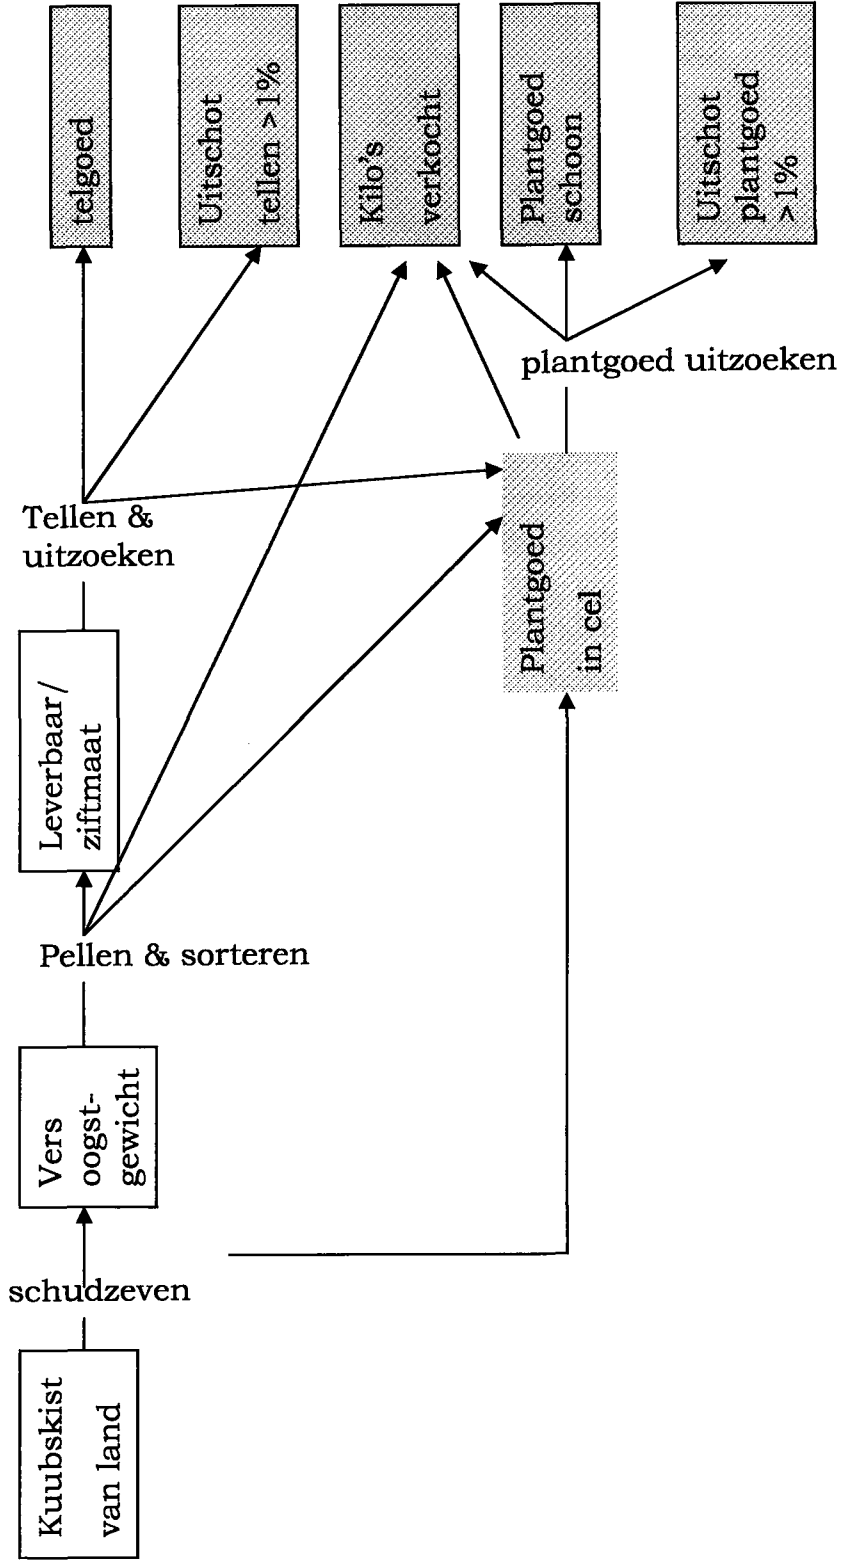 telgoed
Uitschot
tellen >1%
Kilo's
verkocht
Plantgoed
schoon
Uitschot
plantgoed
>1%
plantgoed uitzoeken
Tellen &
uitzoeken
Plantgoed
in cel
Leverbaar/
ziftmaat
Pellen & sorteren
Vers
oogst-
gewicht
schudzeven
Kuubskist
van land